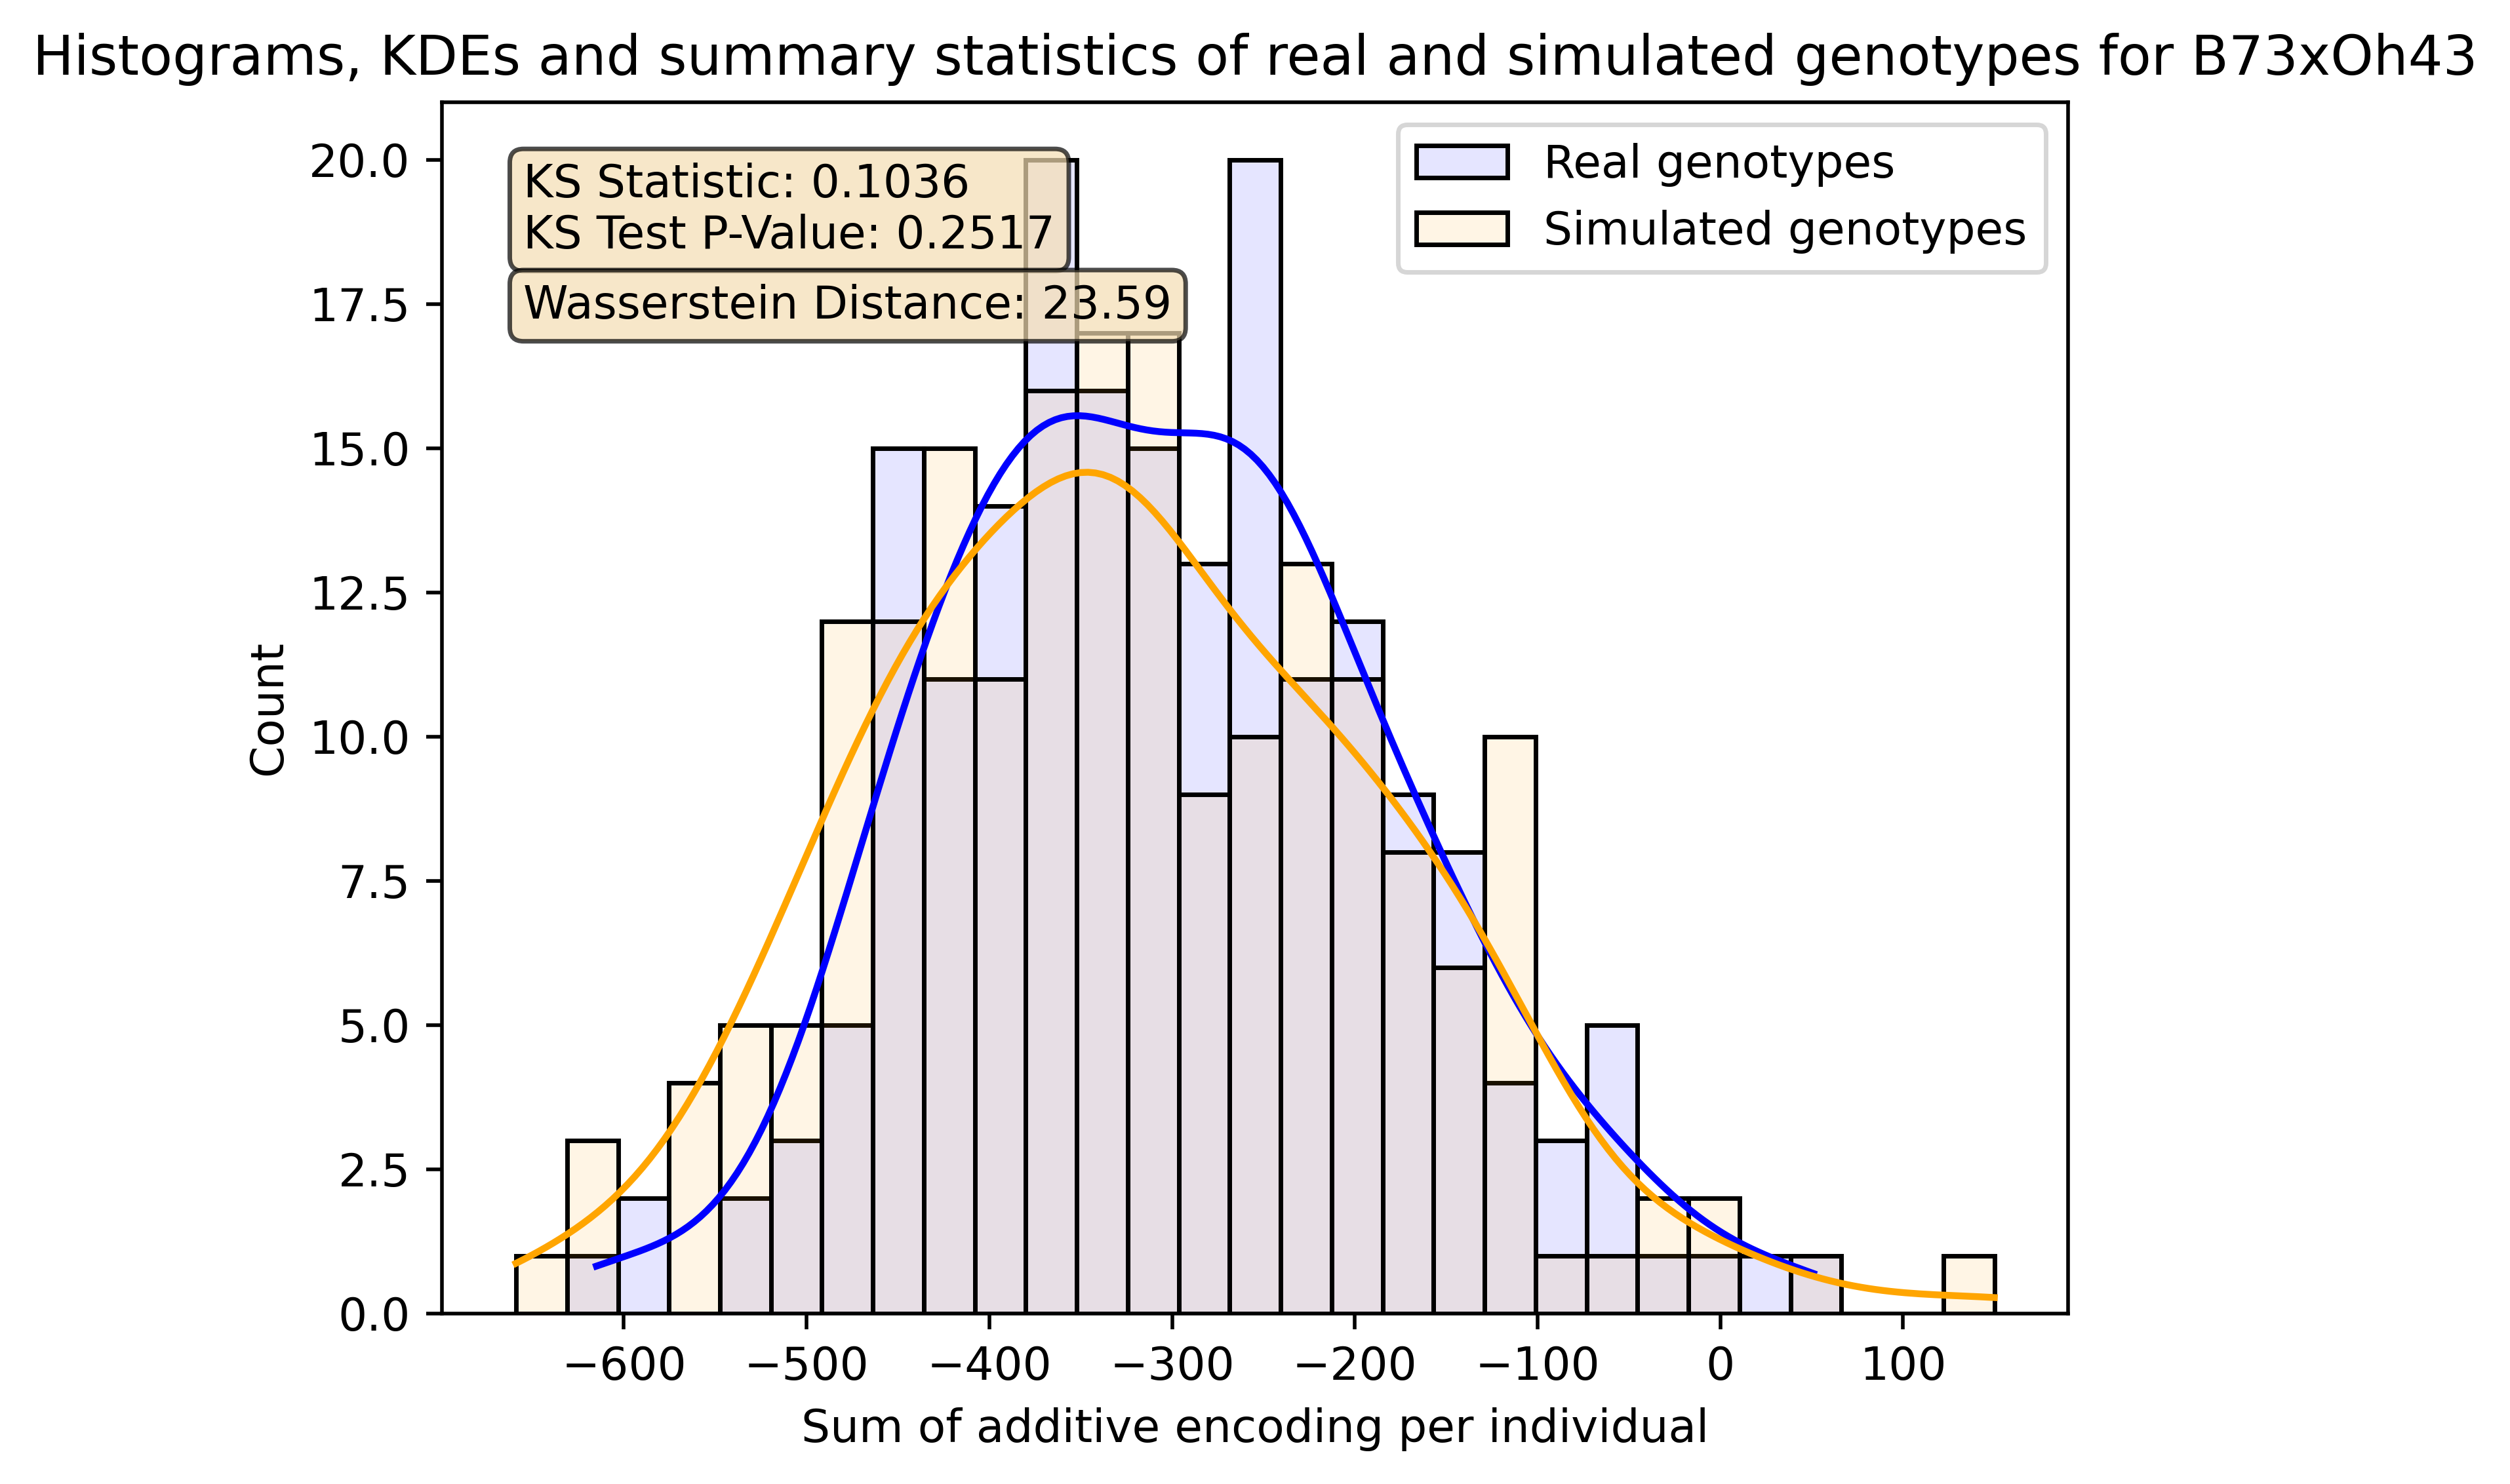 Histograms, KDEs and summary statistics of real and simulated genotypes for B73xOh43
KS Statistic: 0.1036
KS Test P-Value: 0.2517
Wasserstein Distance: 23.59
Real genotypes
Simulated genotypes
Count
20.0
17.5
15.0
12.5
10.0
7.5
5.0
2.5
0.0
−600 −500 −400 −300 −200 −100 0 100
Sum of additive encoding per individual